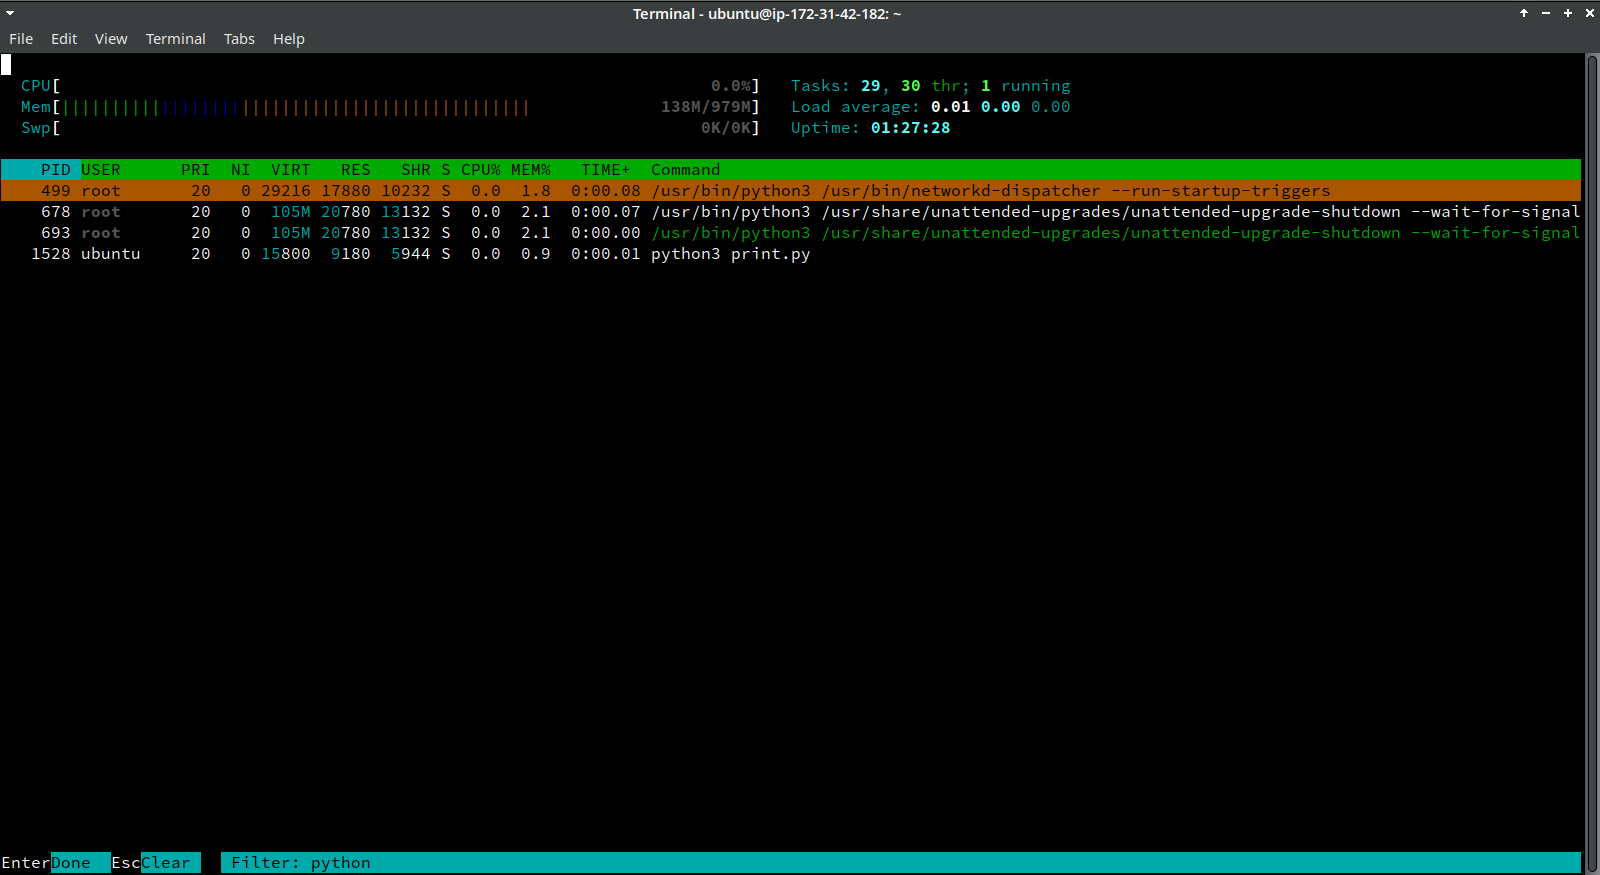 Terminal - ubuntu@ip-172-31-42-182: ~
File Edit View Terminal Tabs Help
CPU[ 0.0%] Tasks: 29, 30 thr; 1 running
Mem[||||||||||||||||||||||||||||||||||||||||||||||| 138M/979M] Load average: 0.01 0.00 0.00
Swp[ 0K/0K] Uptime: 01:27:28
PID USER PRI NI VIRT RES SHR S CPU% MEM% TIME+ Command
499 root 20 0 29216 17880 10232 S 0.0 1.8 0:00.08 /usr/bin/python3 /usr/bin/networkd-dispatcher --run-startup-triggers
678 root 20 0 105M 20780 13132 S 0.0 2.1 0:00.07 /usr/bin/python3 /usr/share/unattended-upgrades/unattended-upgrade-shutdown --wait-for-signal
693 root 20 0 105M 20780 13132 S 0.0 2.1 0:00.00 /usr/bin/python3 /usr/share/unattended-upgrades/unattended-upgrade-shutdown --wait-for-signal
1528 ubuntu 20 0 15800 9180 5944 S 0.0 0.9 0:00.01 python3 print.py
EnterDone EscClear Filter: python